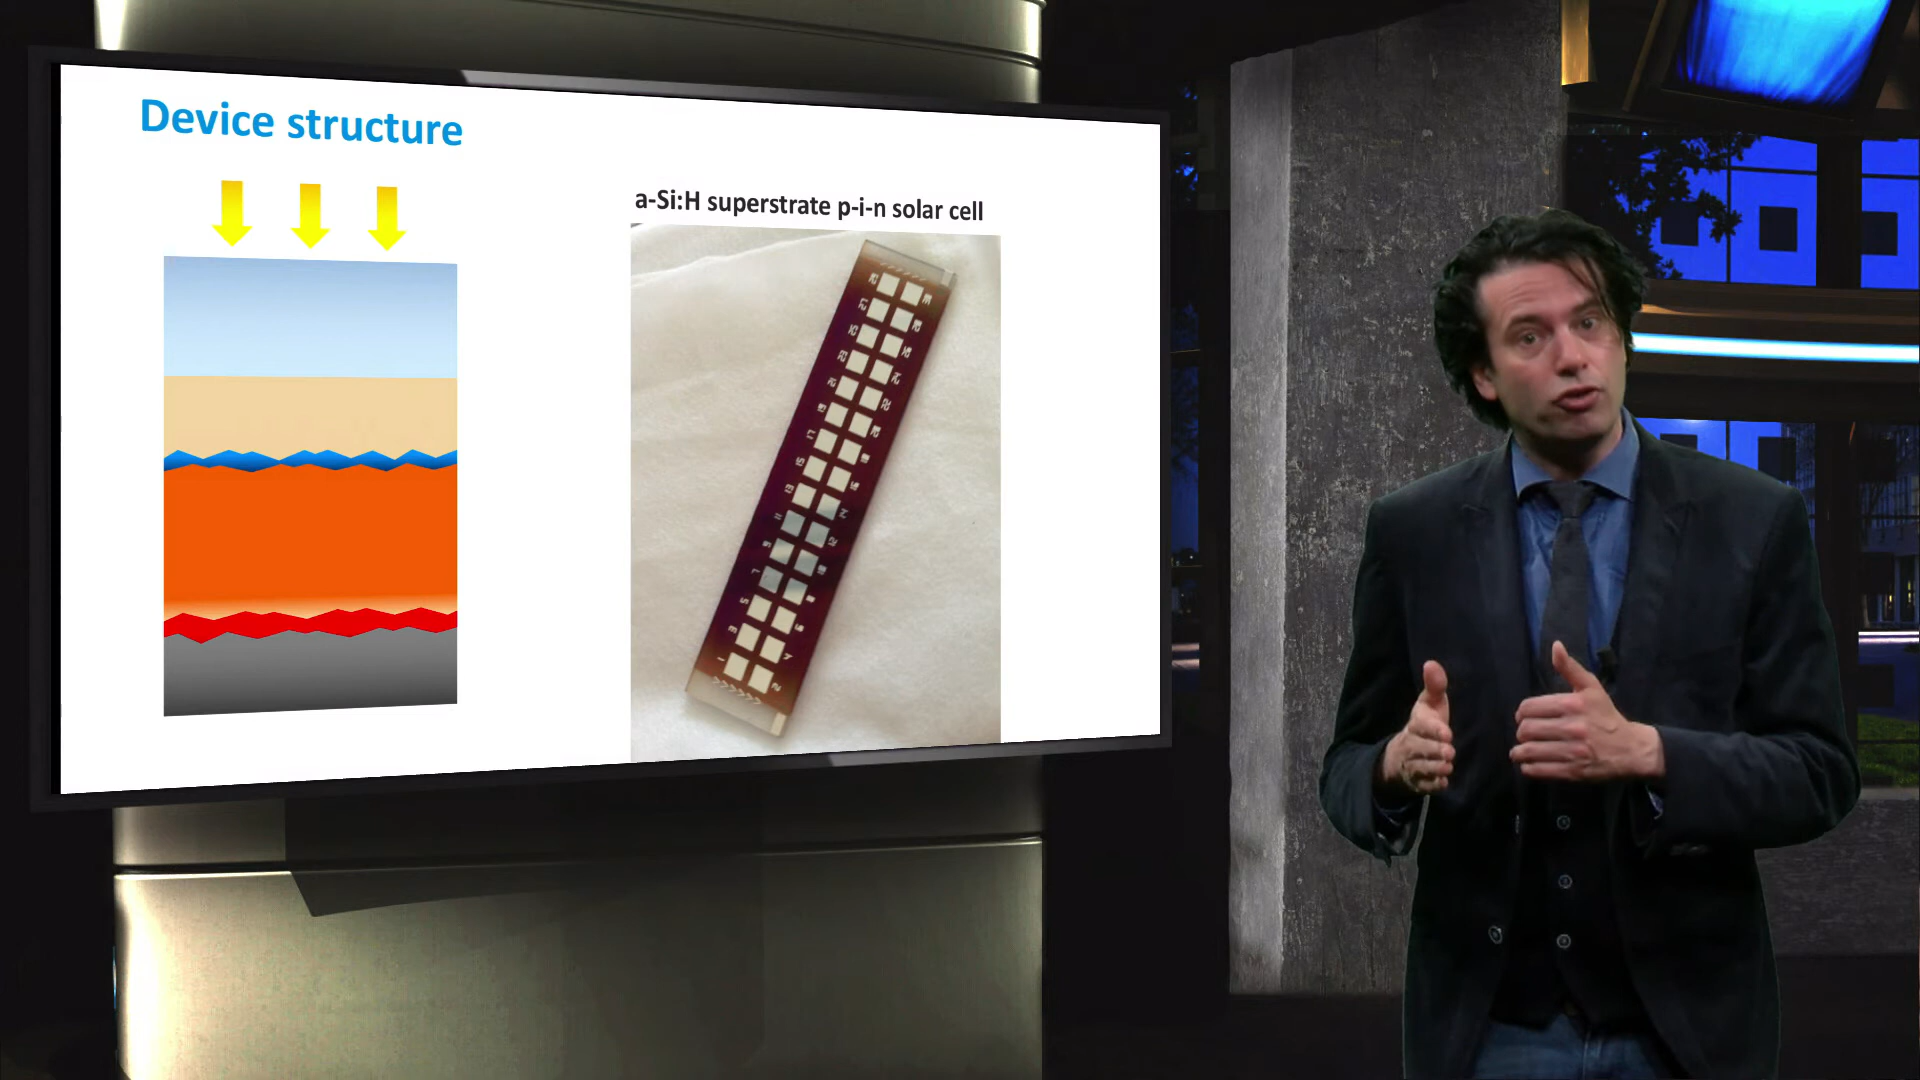 Device structure
a-Si:H superstrate p-i-n solar cell